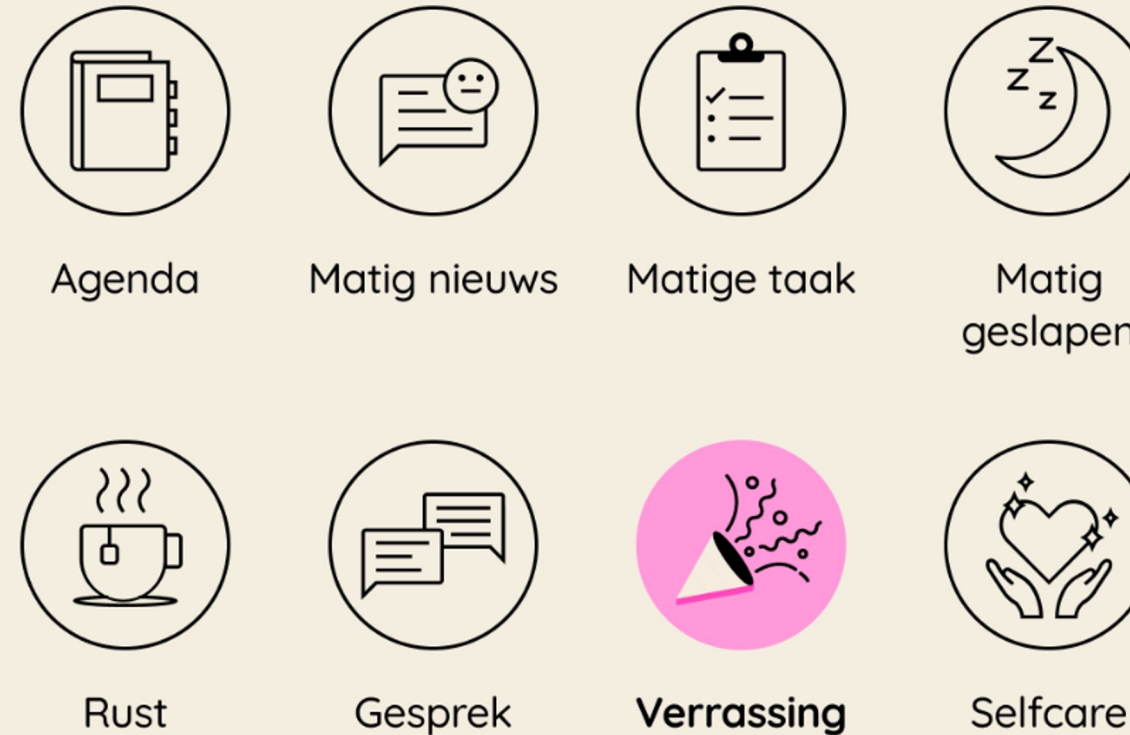 Agenda
Matig nieuws
Matige taak
Matig
geslapen
Rust
Gesprek
Verrassing
Selfcare